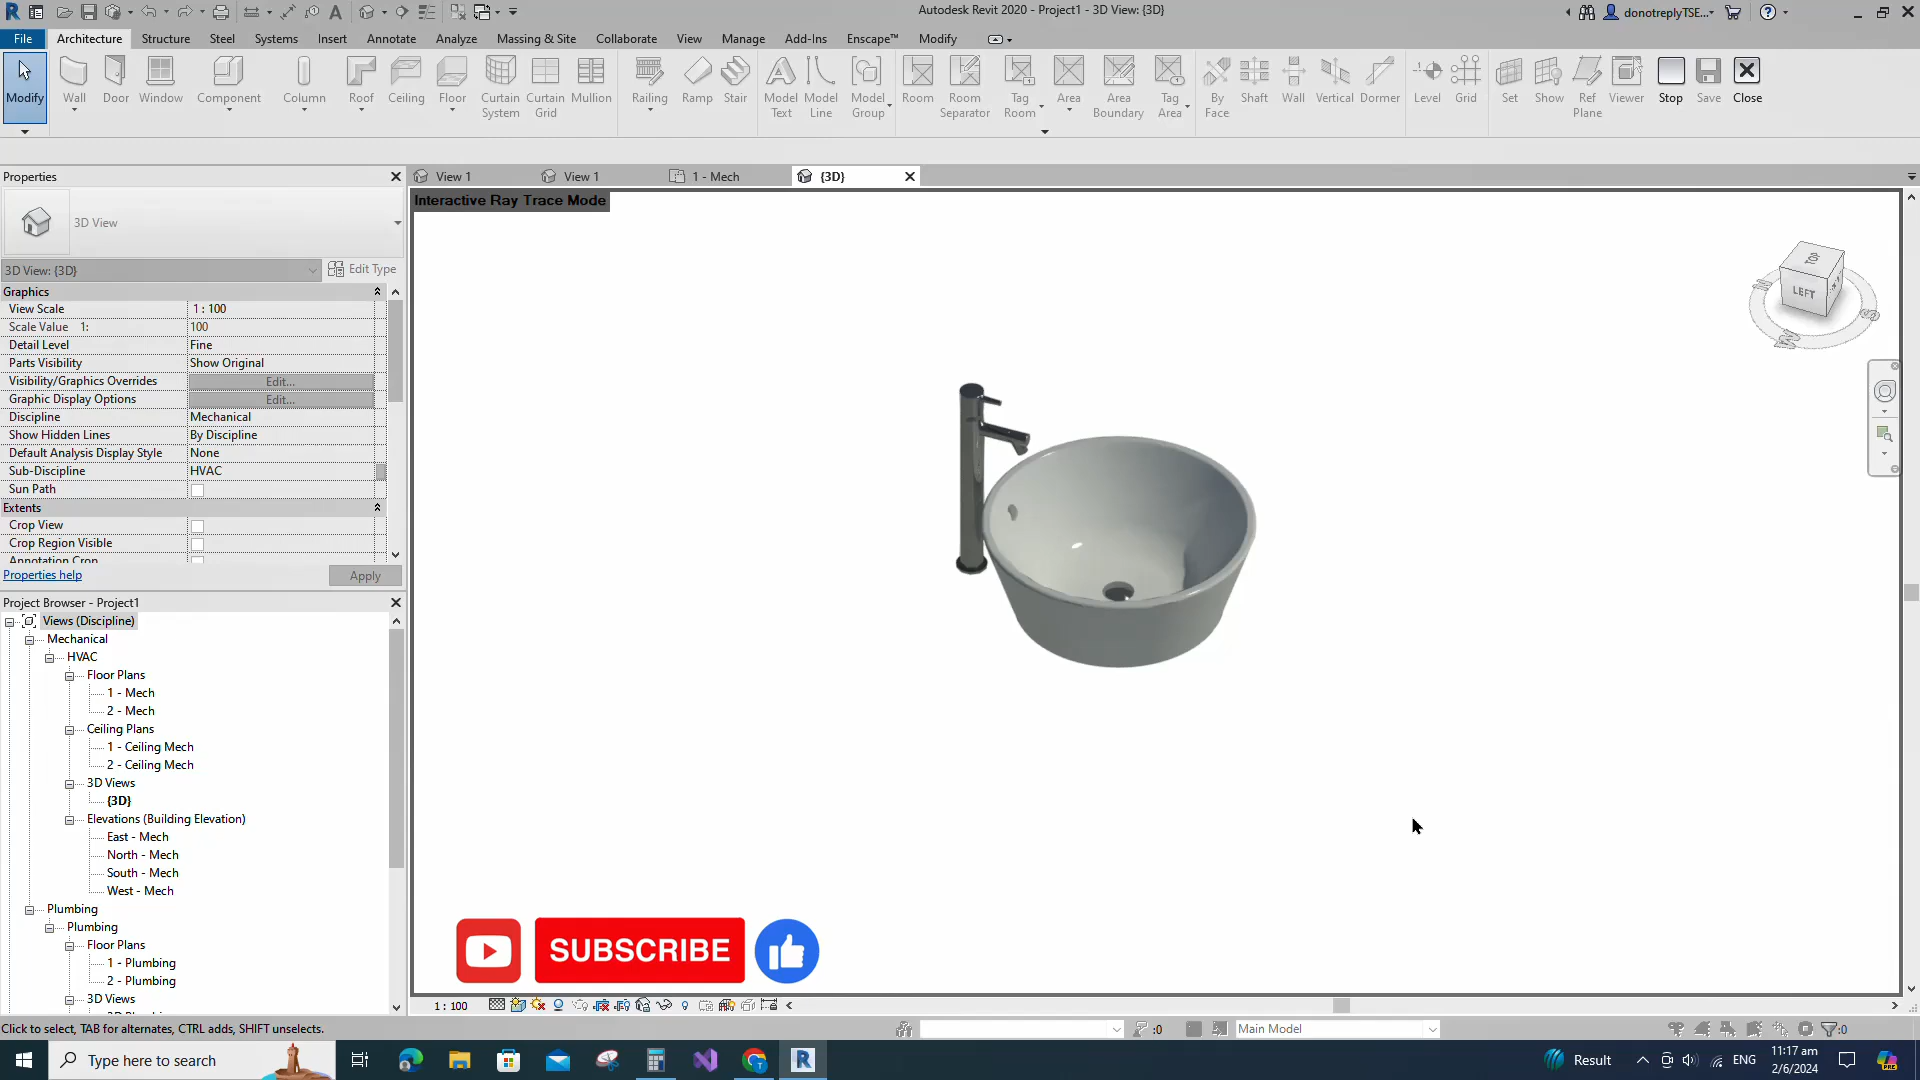 Autodesk Revit 2020 - Project1 - 3D View: {3D}
donotreplyTSE...
File Architecture Structure Steel Systems Insert Annotate Analyze Massing & Site Collaborate View Manage Add-Ins Enscape™ Modify
Modify Wall Door Window Component Column Roof Ceiling Floor Curtain System Curtain Grid Mullion Railing Ramp Stair Model Text Model Line Model Group Room Room Separator Tag Room Area Area Boundary Tag Area By Face Shaft Wall Vertical Dormer Level Grid Set Show Ref Plane Viewer Stop Save Close
Properties
View 1 View 1 1 - Mech {3D}
Interactive Ray Trace Mode
3D View
3D View: {3D} Edit Type
Graphics
View Scale 1 : 100
Scale Value 1: 100
Detail Level Fine
Parts Visibility Show Original
Visibility/Graphics Overrides Edit...
Graphic Display Options Edit...
Discipline Mechanical
Show Hidden Lines By Discipline
Default Analysis Display Style None
Sub-Discipline HVAC
Sun Path
Extents
Crop View
Crop Region Visible
Annotation Crop
Properties help Apply
TOP
LEFT
Project Browser - Project1
Views (Discipline)
Mechanical
HVAC
Floor Plans
1 - Mech
2 - Mech
Ceiling Plans
1 - Ceiling Mech
2 - Ceiling Mech
3D Views
{3D}
Elevations (Building Elevation)
East - Mech
North - Mech
South - Mech
West - Mech
Plumbing
Plumbing
Floor Plans
1 - Plumbing
2 - Plumbing
3D Views
SUBSCRIBE
1 : 100
Click to select, TAB for alternates, CTRL adds, SHIFT unselects.
:0 Main Model :0
Type here to search
Result ENG 11:17 am
2/6/2024